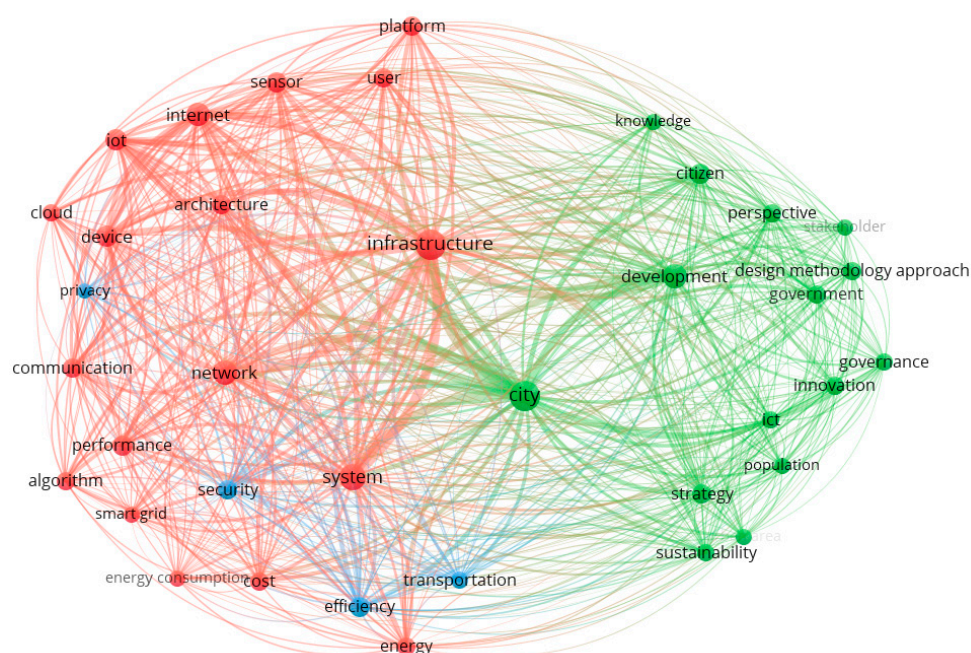 platform
sensor
user
internet
iot
knowledge
citizen
cloud
architecture
perspective
stakeholder
device
infrastructure
development
design methodology approach
privacy
government
communication
network
governance
city
innovation
ict
performance
population
algorithm
security
system
strategy
smart grid
area
sustainability
energy consumption
cost
transportation
efficiency
energy